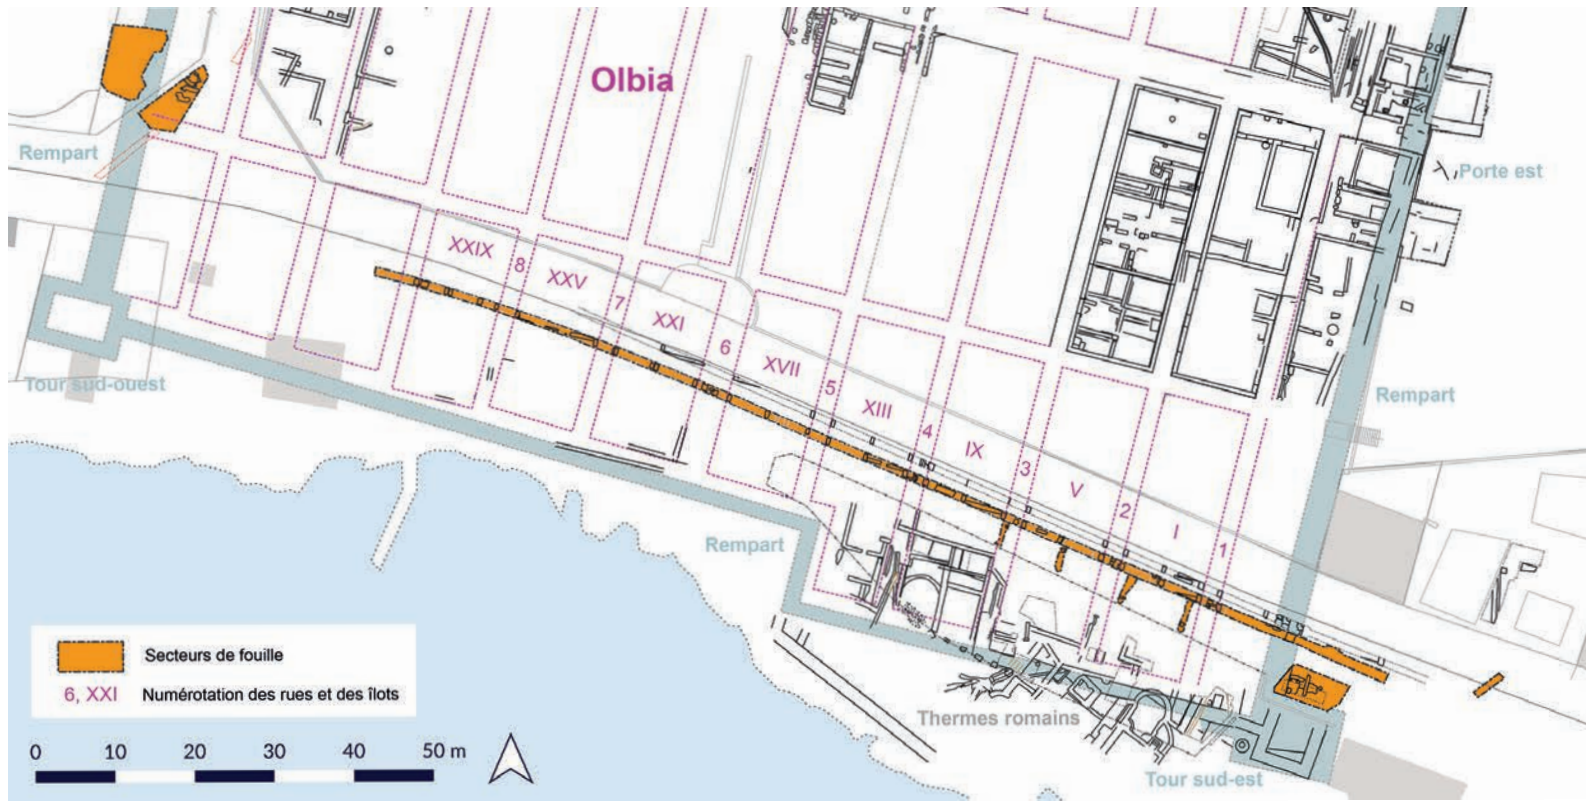 Olbia
Rempart
Porte est
XXIX
8
XXV
7
XXI
6
XVII
5
XIII
4
IX
3
V
2
I
1
Tour sud-ouest
Rempart
Rempart
Secteurs de fouille
6, XXI Numérotation des rues et des îlots
Thermes romains
Tour sud-est
0 10 20 30 40 50 m